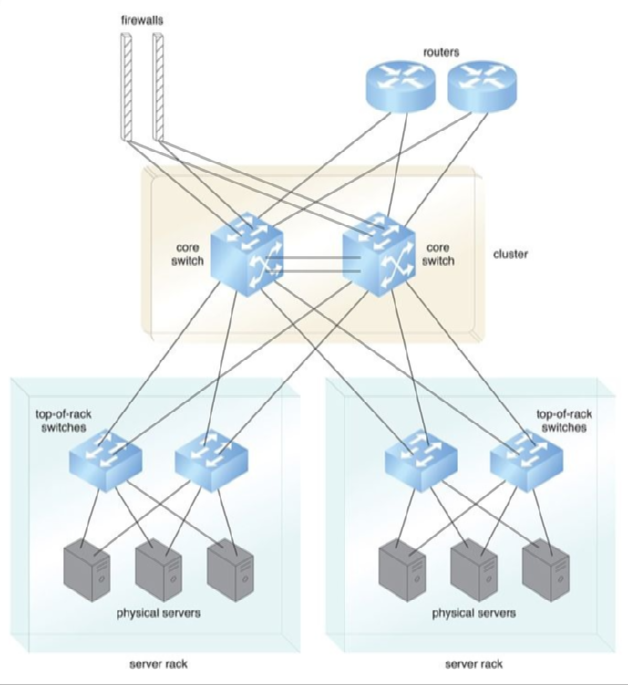 firewalls
routers
core
switch
core
switch
cluster
top-of-rack
switches
top-of-rack
switches
physical servers
physical servers
server rack
server rack